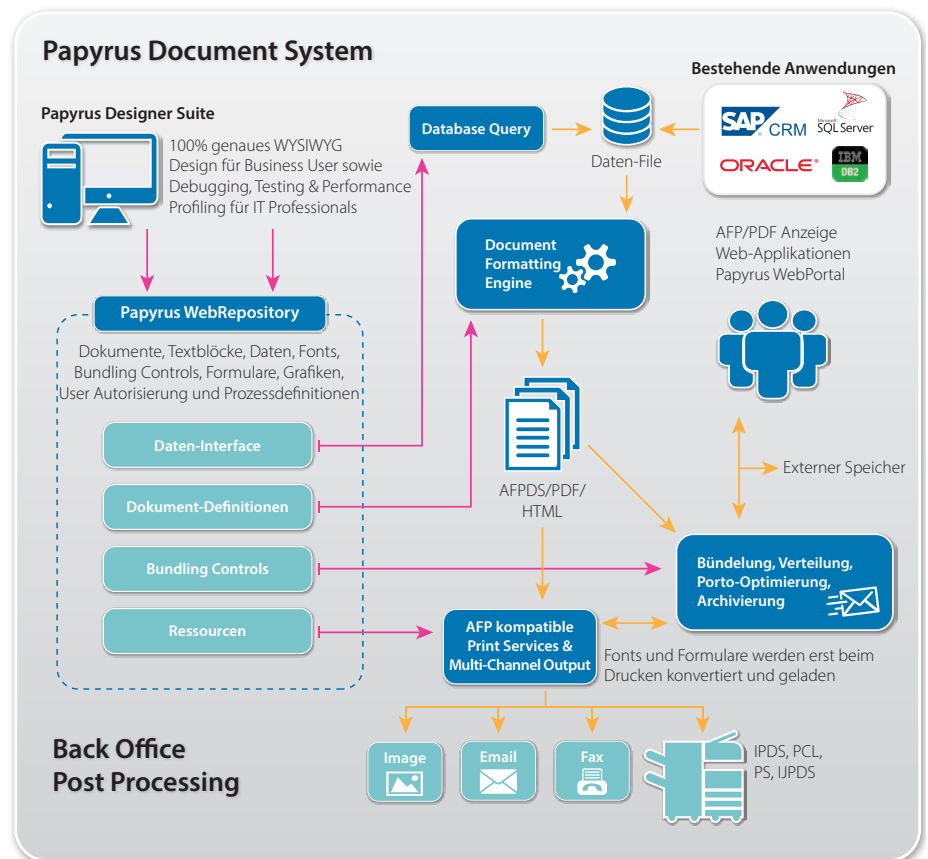 Papyrus Document System
Bestehende Anwendungen
Papyrus Designer Suite
100% genaues WYSIWYG
Design für Business User sowie
Debugging, Testing & Performance
Profiling für IT Professionals
Database Query
Daten-File
SAP CRM
Microsoft
SQL Server
ORACLE
IBM
DB2
AFP/PDF Anzeige
Web-Applikationen
Papyrus WebPortal
Document
Formatting
Engine
Papyrus WebRepository
Dokumente, Textblöcke, Daten, Fonts,
Bundling Controls, Formulare, Grafiken,
User Autorisierung und Prozessdefinitionen
Daten-Interface
Dokument-Definitionen
Bundling Controls
Ressourcen
AFPDS/PDF/
HTML
Externer Speicher
Bündelung, Verteilung,
Porto-Optimierung,
Archivierung
AFP kompatible
Print Services &
Multi-Channel Output
Fonts und Formulare werden erst beim
Drucken konvertiert und geladen
Back Office
Post Processing
Image
Email
Fax
IPDS, PCL,
PS, IJPDS